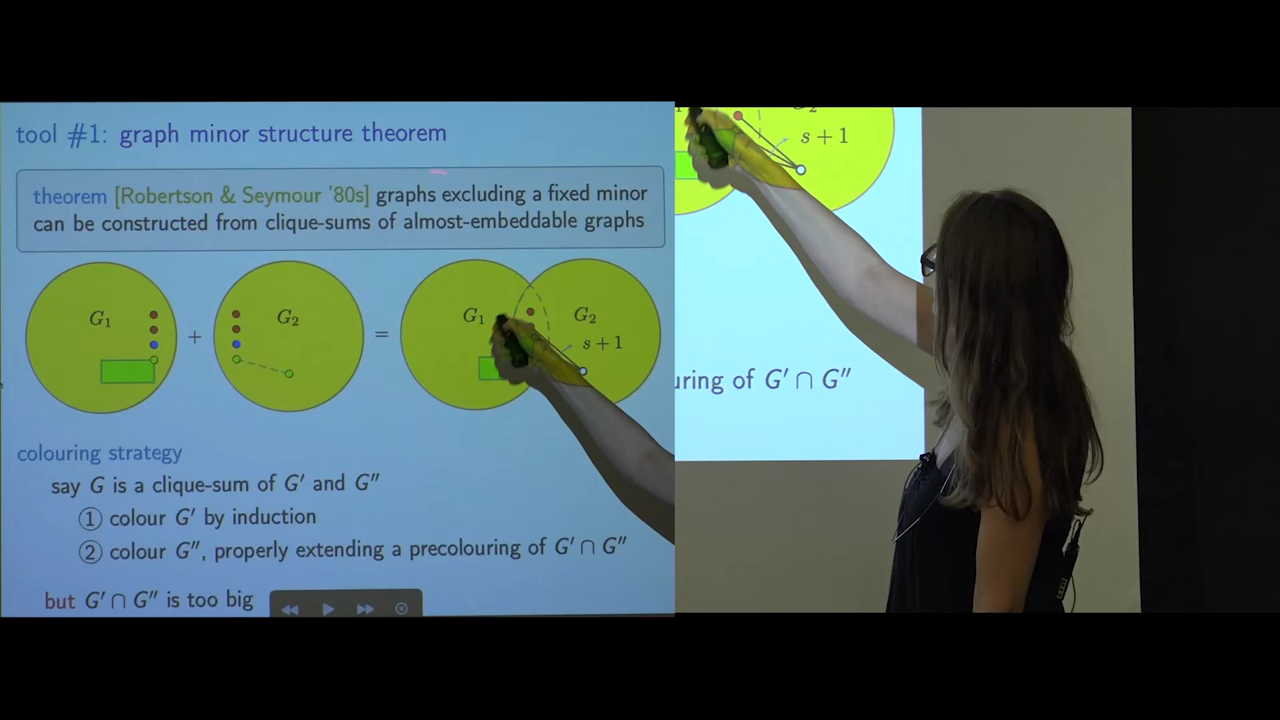 tool #1: graph minor structure theorem
theorem [Robertson & Seymour '80s] graphs excluding a fixed minor
can be constructed from clique-sums of almost-embeddable graphs
G₁ + G₂ = G₁ G₂
s + 1
colouring strategy
say G is a clique-sum of G′ and G″
① colour G′ by induction
② colour G″, properly extending a precolouring of G′ ∩ G″
but G′ ∩ G″ is too big
s + 1
uring of G′ ∩ G″